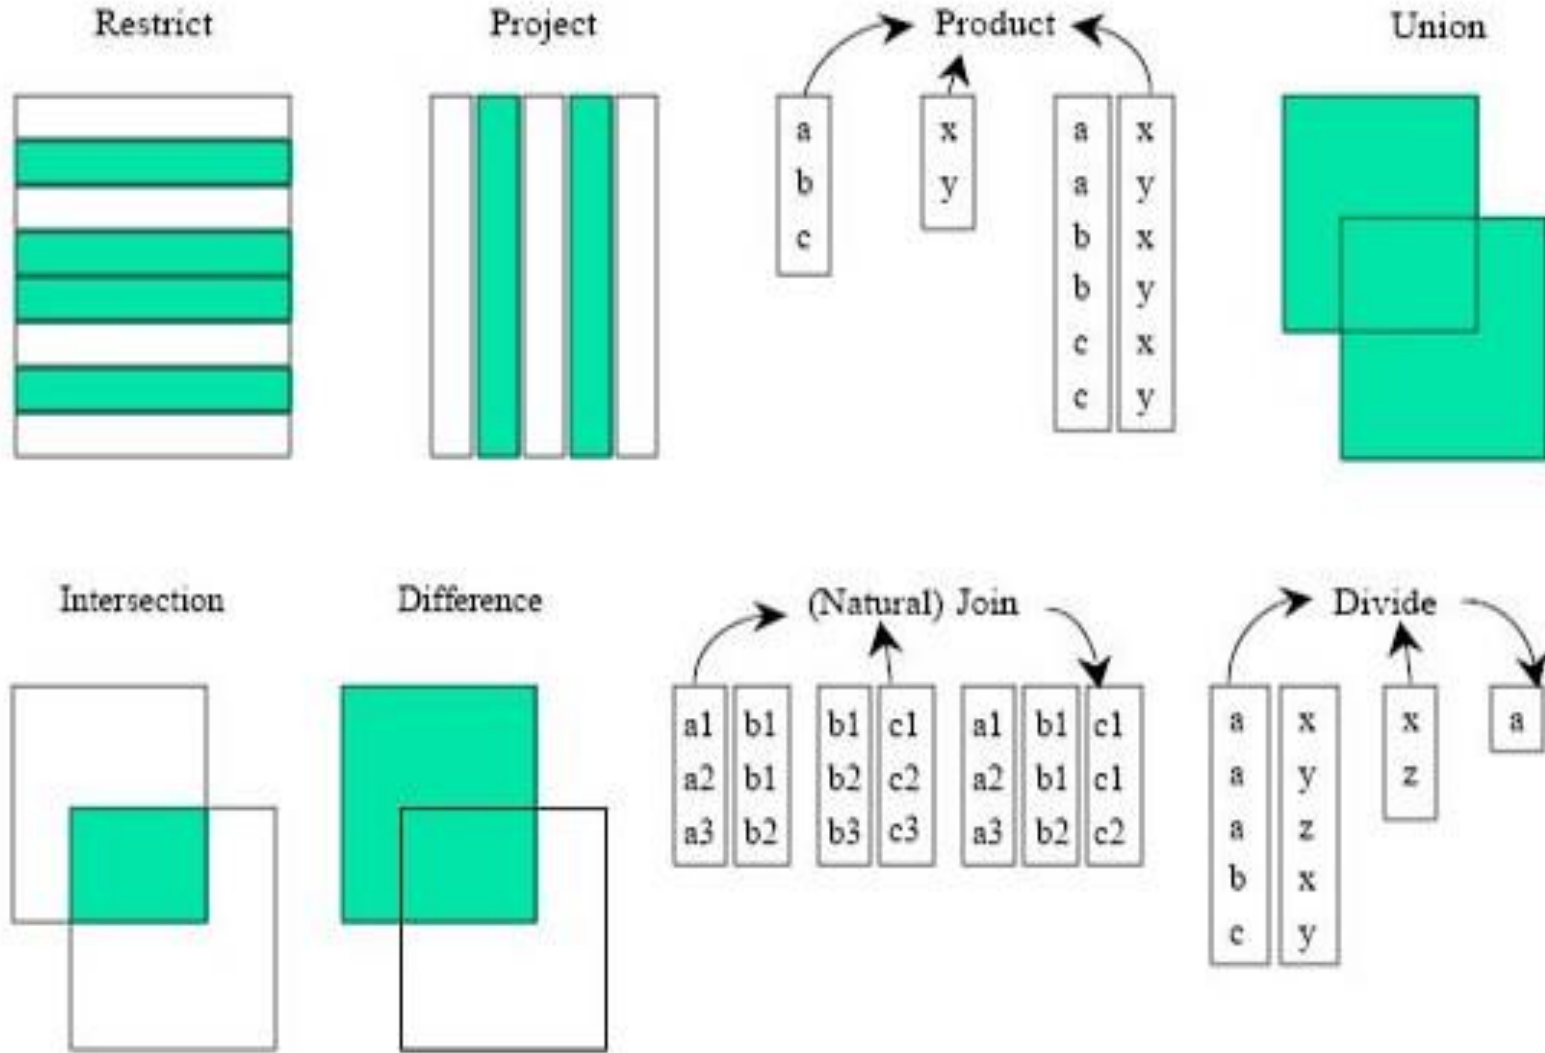 Restrict Project Product Union
a x a x
b y a y
c b x
b y
c x
c y
Intersection Difference (Natural) Join Divide
a1 b1 b1 c1 a1 b1 c1 a x x a
a2 b1 b2 c2 a2 b1 c1 a y z
a3 b2 b3 c3 a3 b2 c2 a z
b x
c y